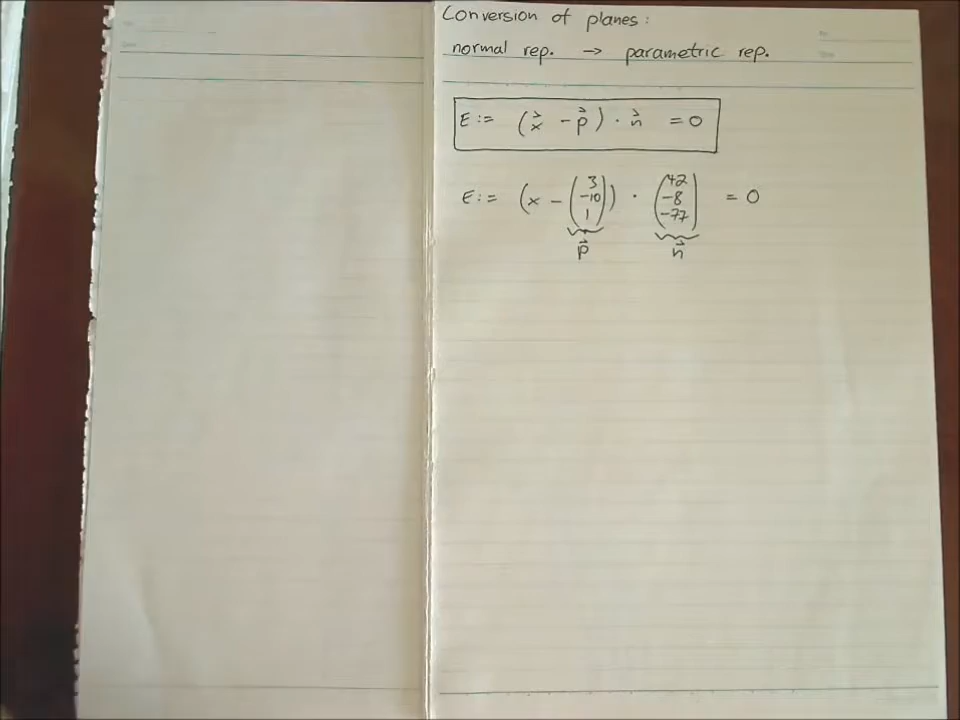 Conversion of planes:
normal rep. → parametric rep.
E := (x⃗ - p⃗) · n⃗ = 0
E := (x - (3 -10 1)) · (42 -8 -77) = 0
p⃗ n⃗